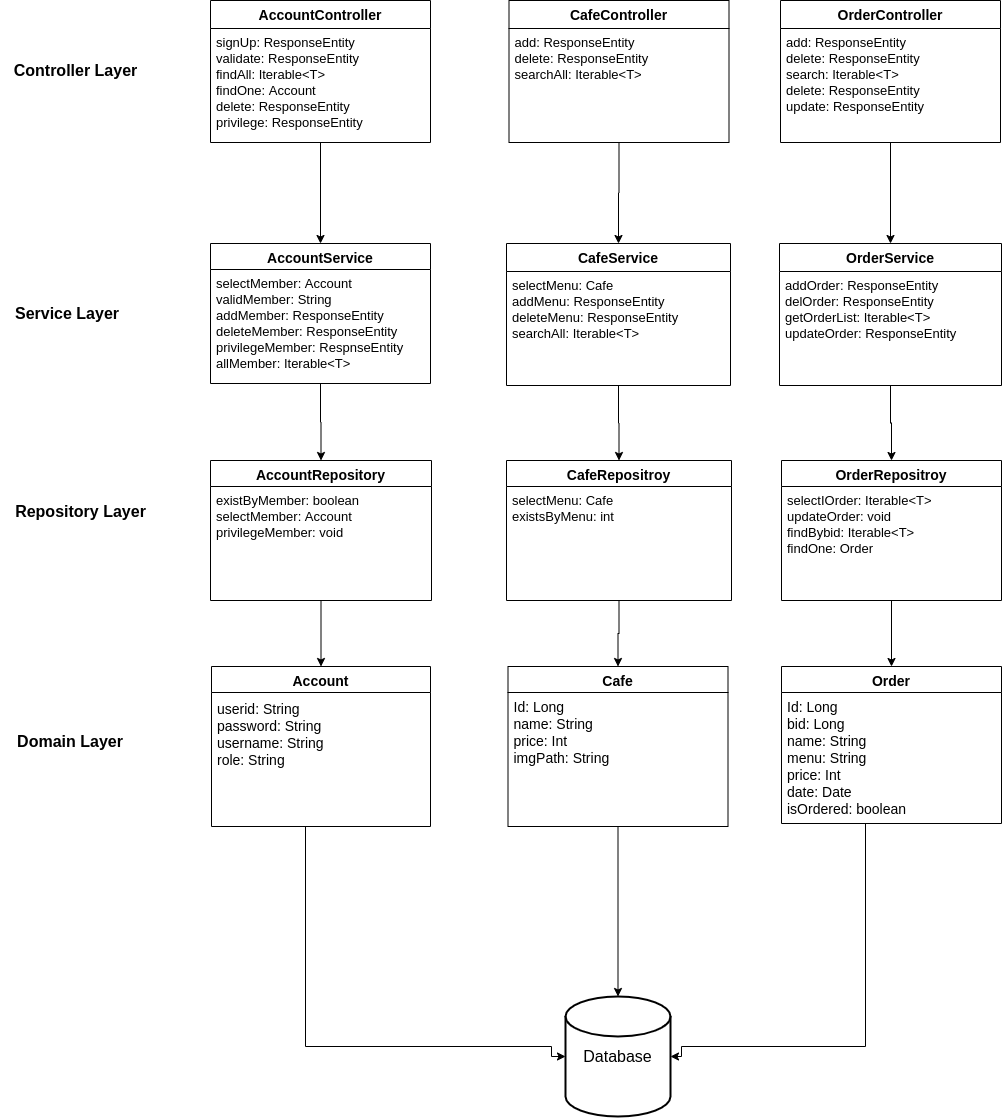 Controller Layer
AccountController
signUp: ResponseEntity
validate: ResponseEntity
findAll: Iterable<T>
findOne: Account
delete: ResponseEntity
privilege: ResponseEntity
CafeController
add: ResponseEntity
delete: ResponseEntity
searchAll: Iterable<T>
OrderController
add: ResponseEntity
delete: ResponseEntity
search: Iterable<T>
delete: ResponseEntity
update: ResponseEntity
Service Layer
AccountService
selectMember: Account
validMember: String
addMember: ResponseEntity
deleteMember: ResponseEntity
privilegeMember: RespnseEntity
allMember: Iterable<T>
CafeService
selectMenu: Cafe
addMenu: ResponseEntity
deleteMenu: ResponseEntity
searchAll: Iterable<T>
OrderService
addOrder: ResponseEntity
delOrder: ResponseEntity
getOrderList: Iterable<T>
updateOrder: ResponseEntity
Repository Layer
AccountRepository
existByMember: boolean
selectMember: Account
privilegeMember: void
CafeRepositroy
selectMenu: Cafe
existsByMenu: int
OrderRepositroy
selectIOrder: Iterable<T>
updateOrder: void
findBybid: Iterable<T>
findOne: Order
Domain Layer
Account
userid: String
password: String
username: String
role: String
Cafe
Id: Long
name: String
price: Int
imgPath: String
Order
Id: Long
bid: Long
name: String
menu: String
price: Int
date: Date
isOrdered: boolean
Database